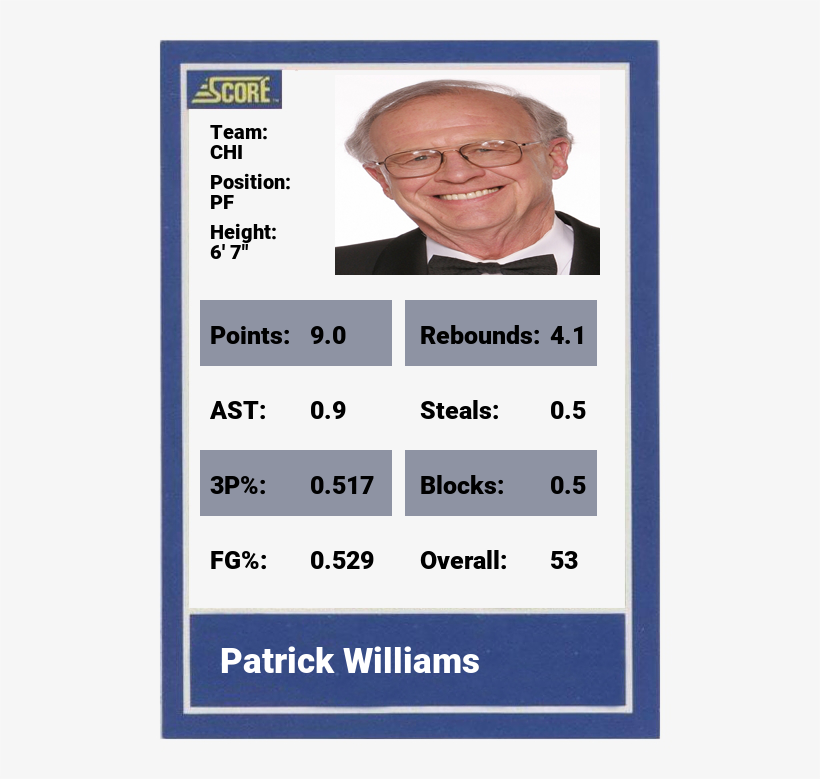 SCORE
Team:
CHI
Position:
PF
Height:
6' 7"
Points: 9.0 Rebounds: 4.1
AST: 0.9 Steals: 0.5
3P%: 0.517 Blocks: 0.5
FG%: 0.529 Overall: 53
Patrick Williams